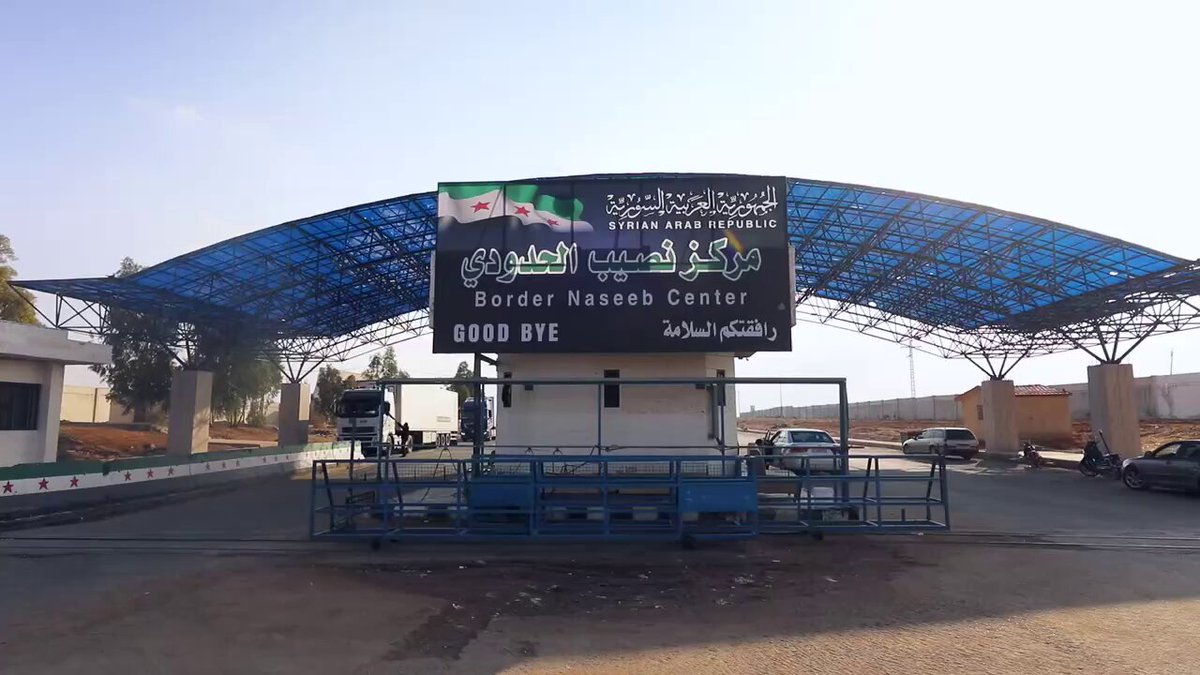 الجمهورية العربية السورية
SYRIAN ARAB REPUBLIC
مركز نصيب الحدودي
Border Naseeb Center
GOOD BYE
رافقتكم السلامة